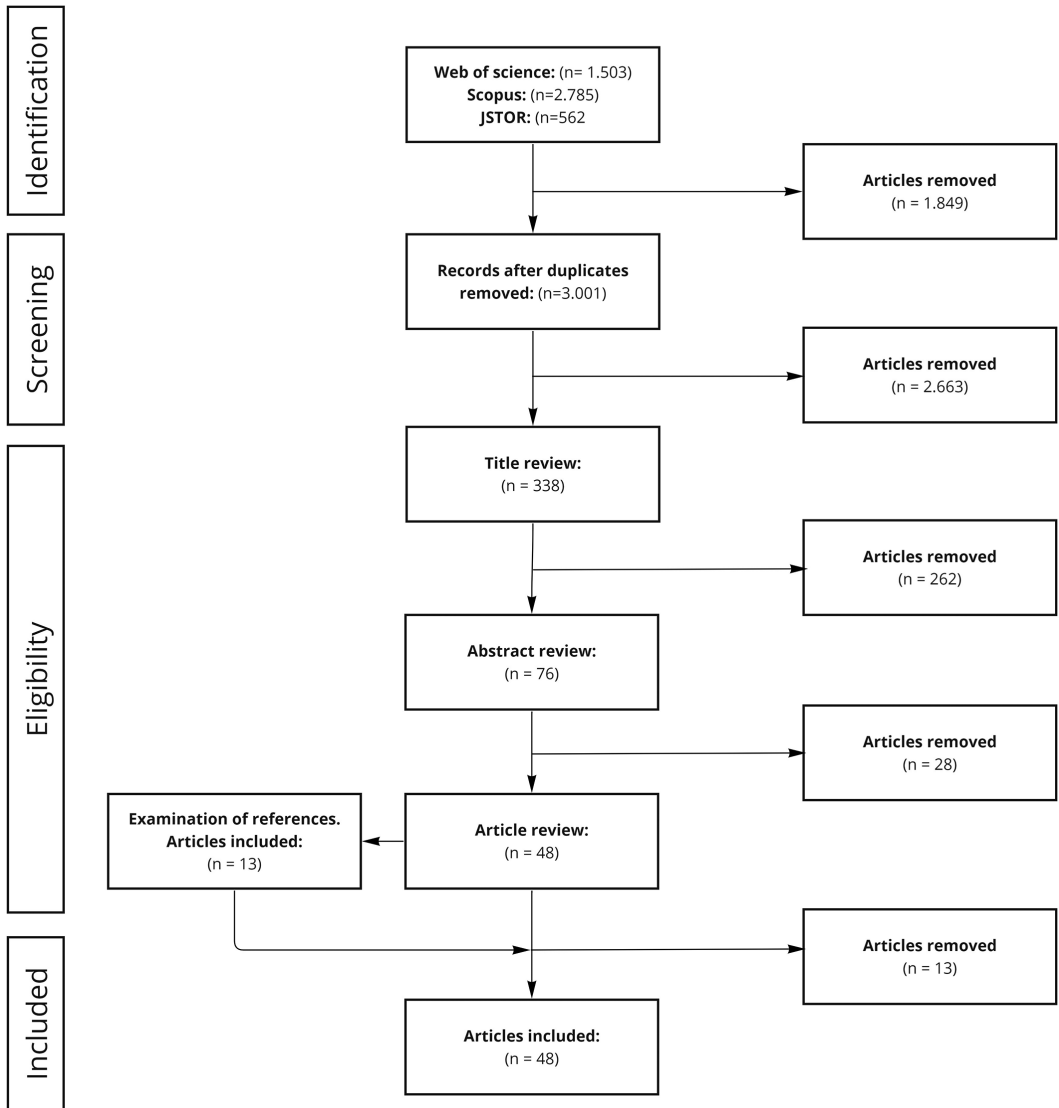 Identification
Web of science: (n= 1.503)
Scopus: (n=2.785)
JSTOR: (n=562
Articles removed
(n = 1.849)
Screening
Records after duplicates
removed: (n=3.001)
Articles removed
(n = 2.663)
Eligibility
Title review:
(n = 338)
Articles removed
(n = 262)
Abstract review:
(n = 76)
Articles removed
(n = 28)
Examination of references.
Articles included:
(n = 13)
Article review:
(n = 48)
Articles removed
(n = 13)
Included
Articles included:
(n = 48)